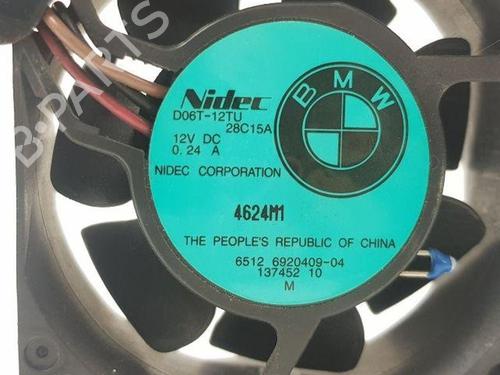 B-PARTS
Nidec
D06T-12TU
28C15A
12V DC
0.24 A
NIDEC CORPORATION
BMW
4624M1
THE PEOPLE'S REPUBLIC OF CHINA
6512 6920409-04
137452 10
M